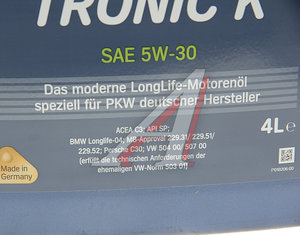 TRONIC K
SAE 5W-30
Das moderne LongLife-Motorenöl
speziell für PKW deutscher Hersteller
ACEA C3; API SP;
BMW Longlife-04; MB-Approval 229.31/ 229.51/
229.52; Porsche C30; VW 504 00/ 507 00
(erfüllt die technischen Anforderungen der
ehemaligen VW-Norm 503 01)
4L℮
Made in
Germany